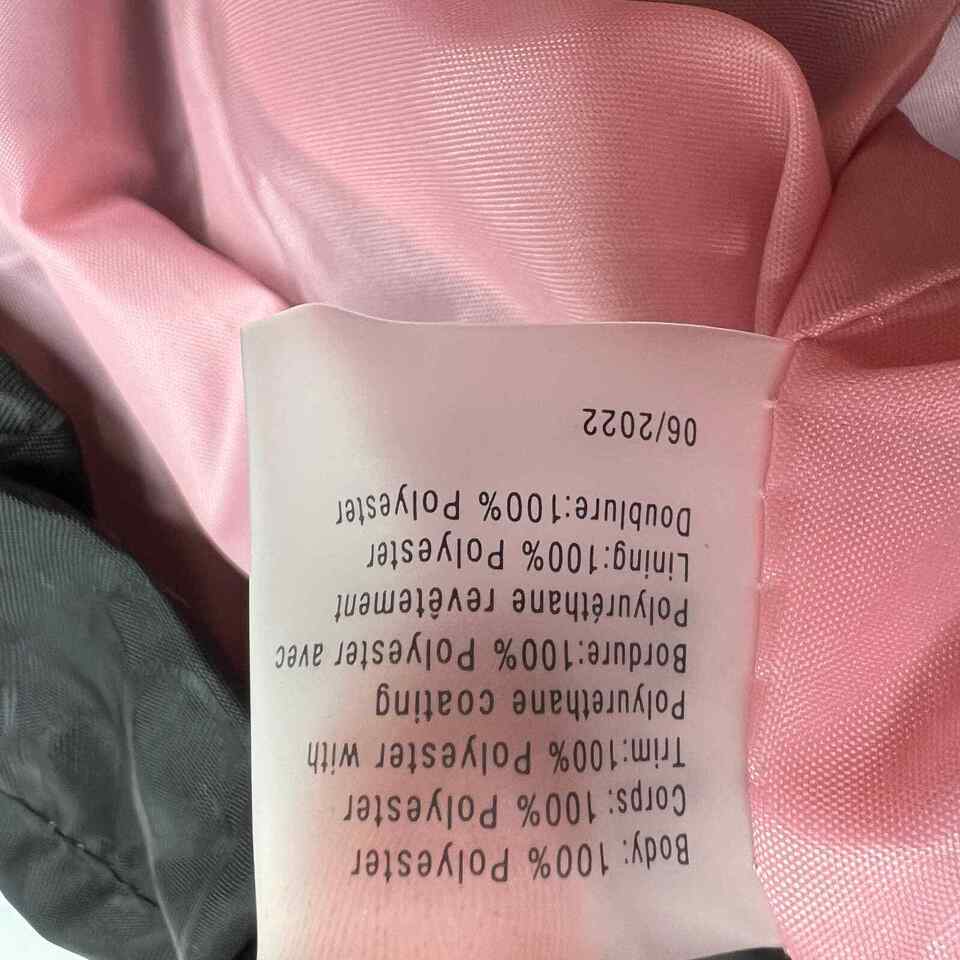 Body: 100% Polyester
Corps: 100% Polyester
Trim:100% Polyester with
Polyurethane coating
Bordure:100% Polyester avec
Polyuréthane revêtement
Lining:100% Polyester
Doublure:100% Polyester
06/2022